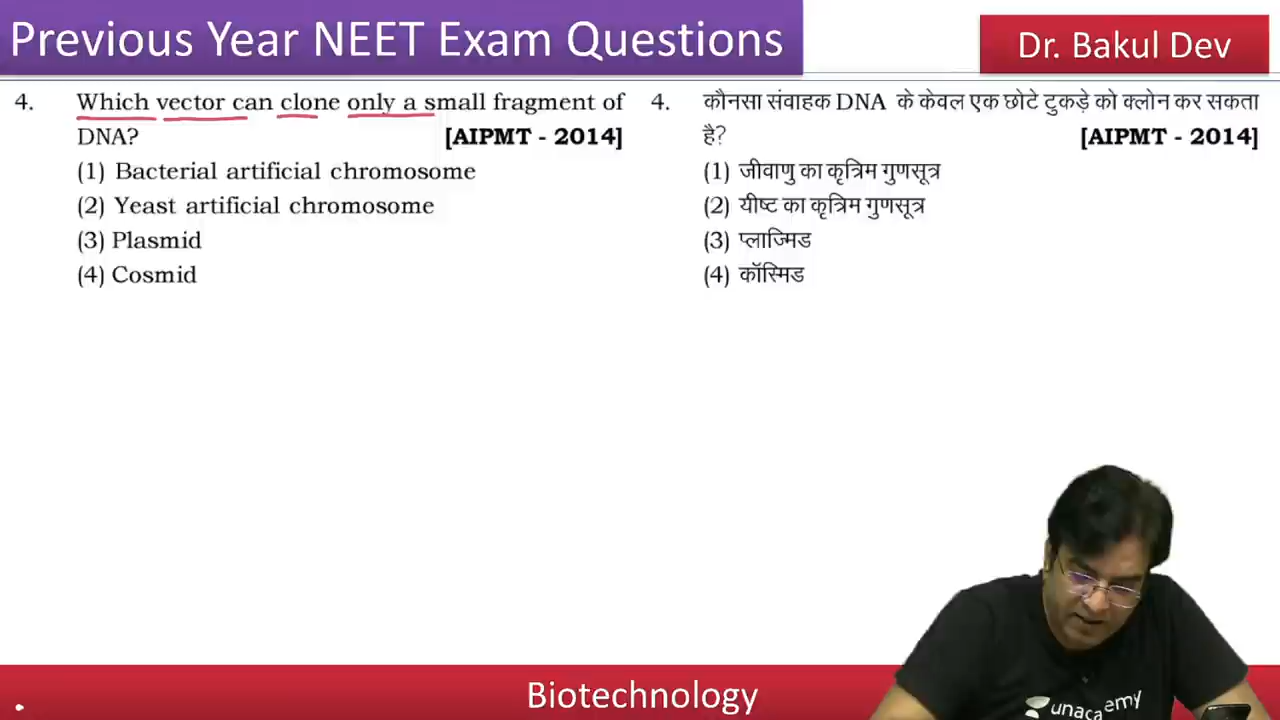 Previous Year NEET Exam Questions
Dr. Bakul Dev
4. Which vector can clone only a small fragment of
DNA? [AIPMT - 2014]
(1) Bacterial artificial chromosome
(2) Yeast artificial chromosome
(3) Plasmid
(4) Cosmid
4. कौनसा संवाहक DNA के केवल एक छोटे टुकड़े को क्लोन कर सकता
है? [AIPMT - 2014]
(1) जीवाणु का कृत्रिम गुणसूत्र
(2) यीष्ट का कृत्रिम गुणसूत्र
(3) प्लाज्मिड
(4) कॉस्मिड
Biotechnology
unacademy